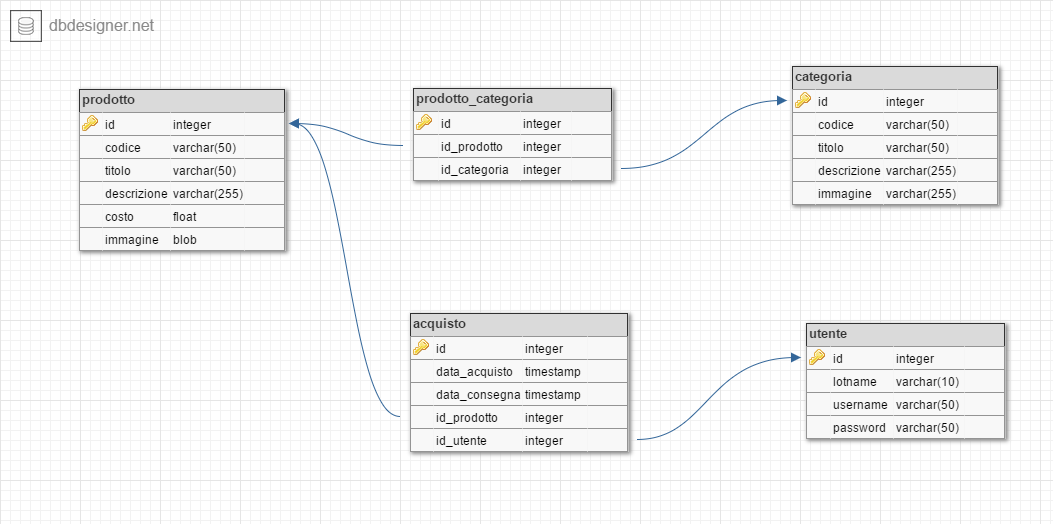 dbdesigner.net
prodotto
id integer
codice varchar(50)
titolo varchar(50)
descrizione varchar(255)
costo float
immagine blob
prodotto_categoria
id integer
id_prodotto integer
id_categoria integer
categoria
id integer
codice varchar(50)
titolo varchar(50)
descrizione varchar(255)
immagine varchar(255)
acquisto
id integer
data_acquisto timestamp
data_consegna timestamp
id_prodotto integer
id_utente integer
utente
id integer
lotname varchar(10)
username varchar(50)
password varchar(50)